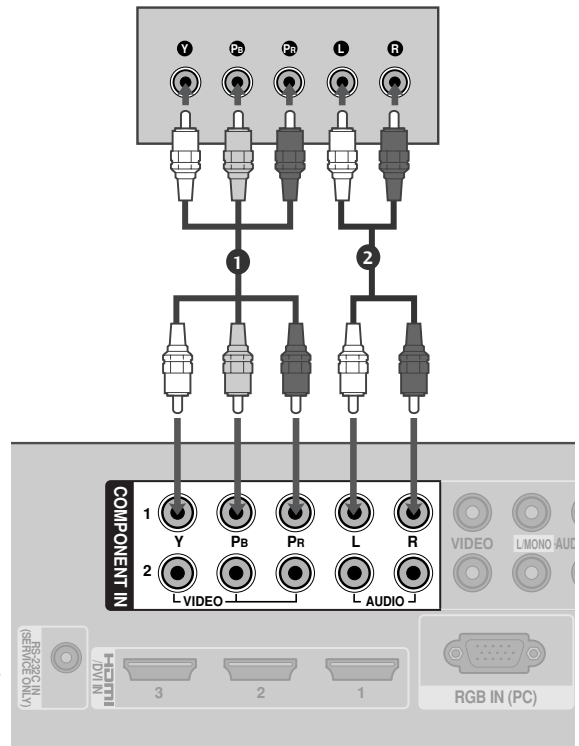 Y PB PR L R
1
2
COMPONENT IN
1
Y PB PR L R
2
VIDEO AUDIO
VIDEO L/MONO AUD
RS-232C IN
(SERVICE ONLY)
HDMI
/DVI IN
3 2 1
RGB IN (PC)